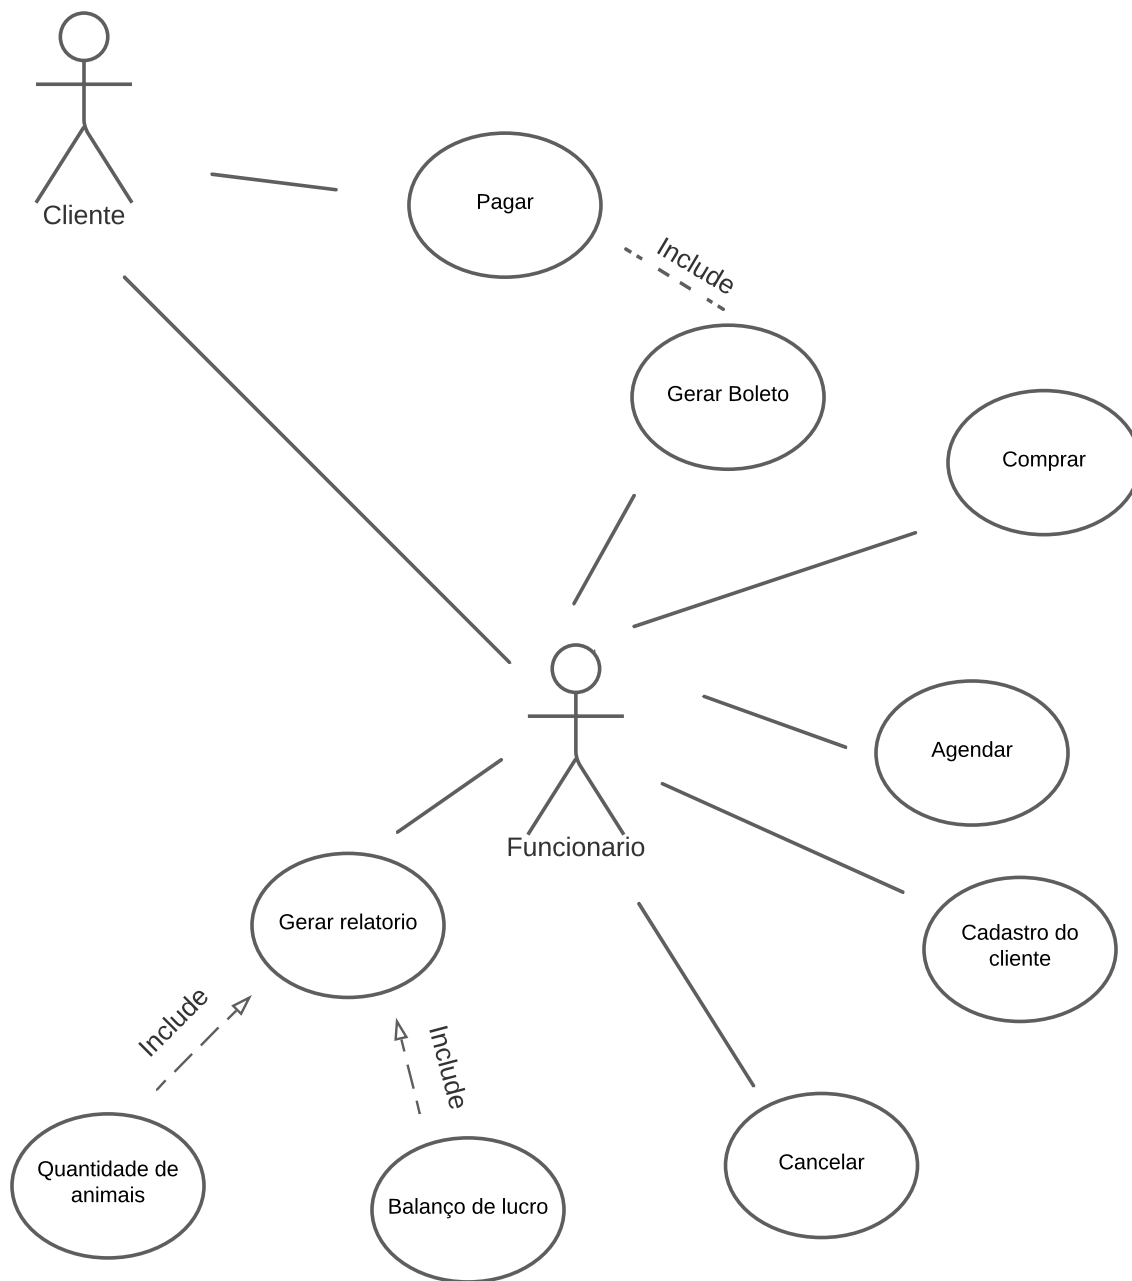 Cliente
Pagar
Include
Gerar Boleto
Comprar
Agendar
Funcionario
Gerar relatorio
Cadastro do
cliente
Include
Include
Quantidade de
animais
Balanço de lucro
Cancelar